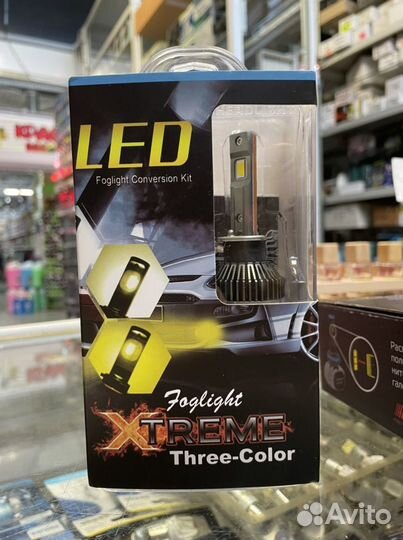 LED
Foglight Conversion Kit
Foglight
XTREME
Three-Color
Avito